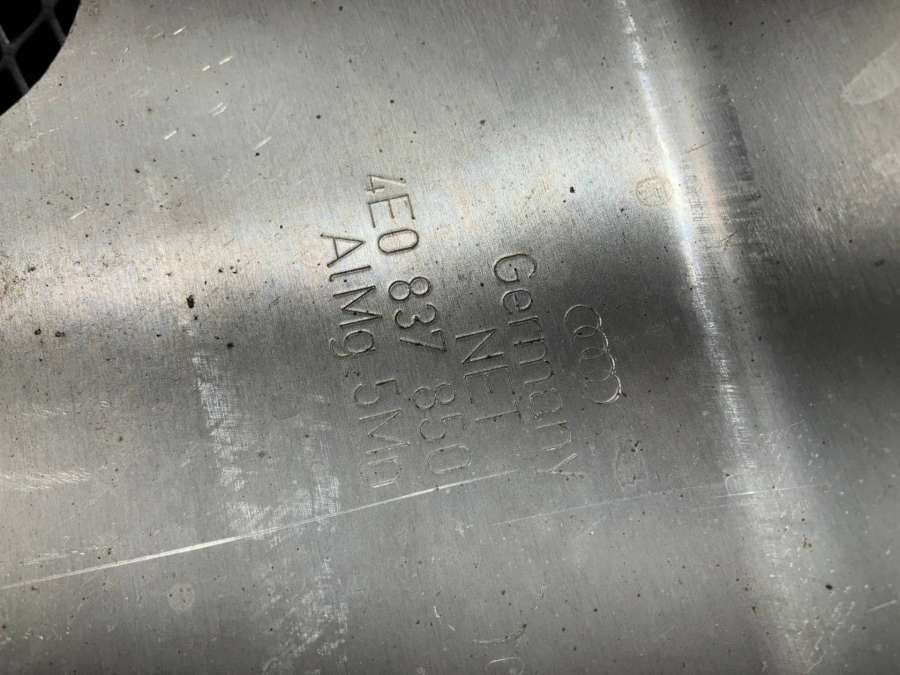 Germany
NET
4E0 837 850
AlMg 5Mn